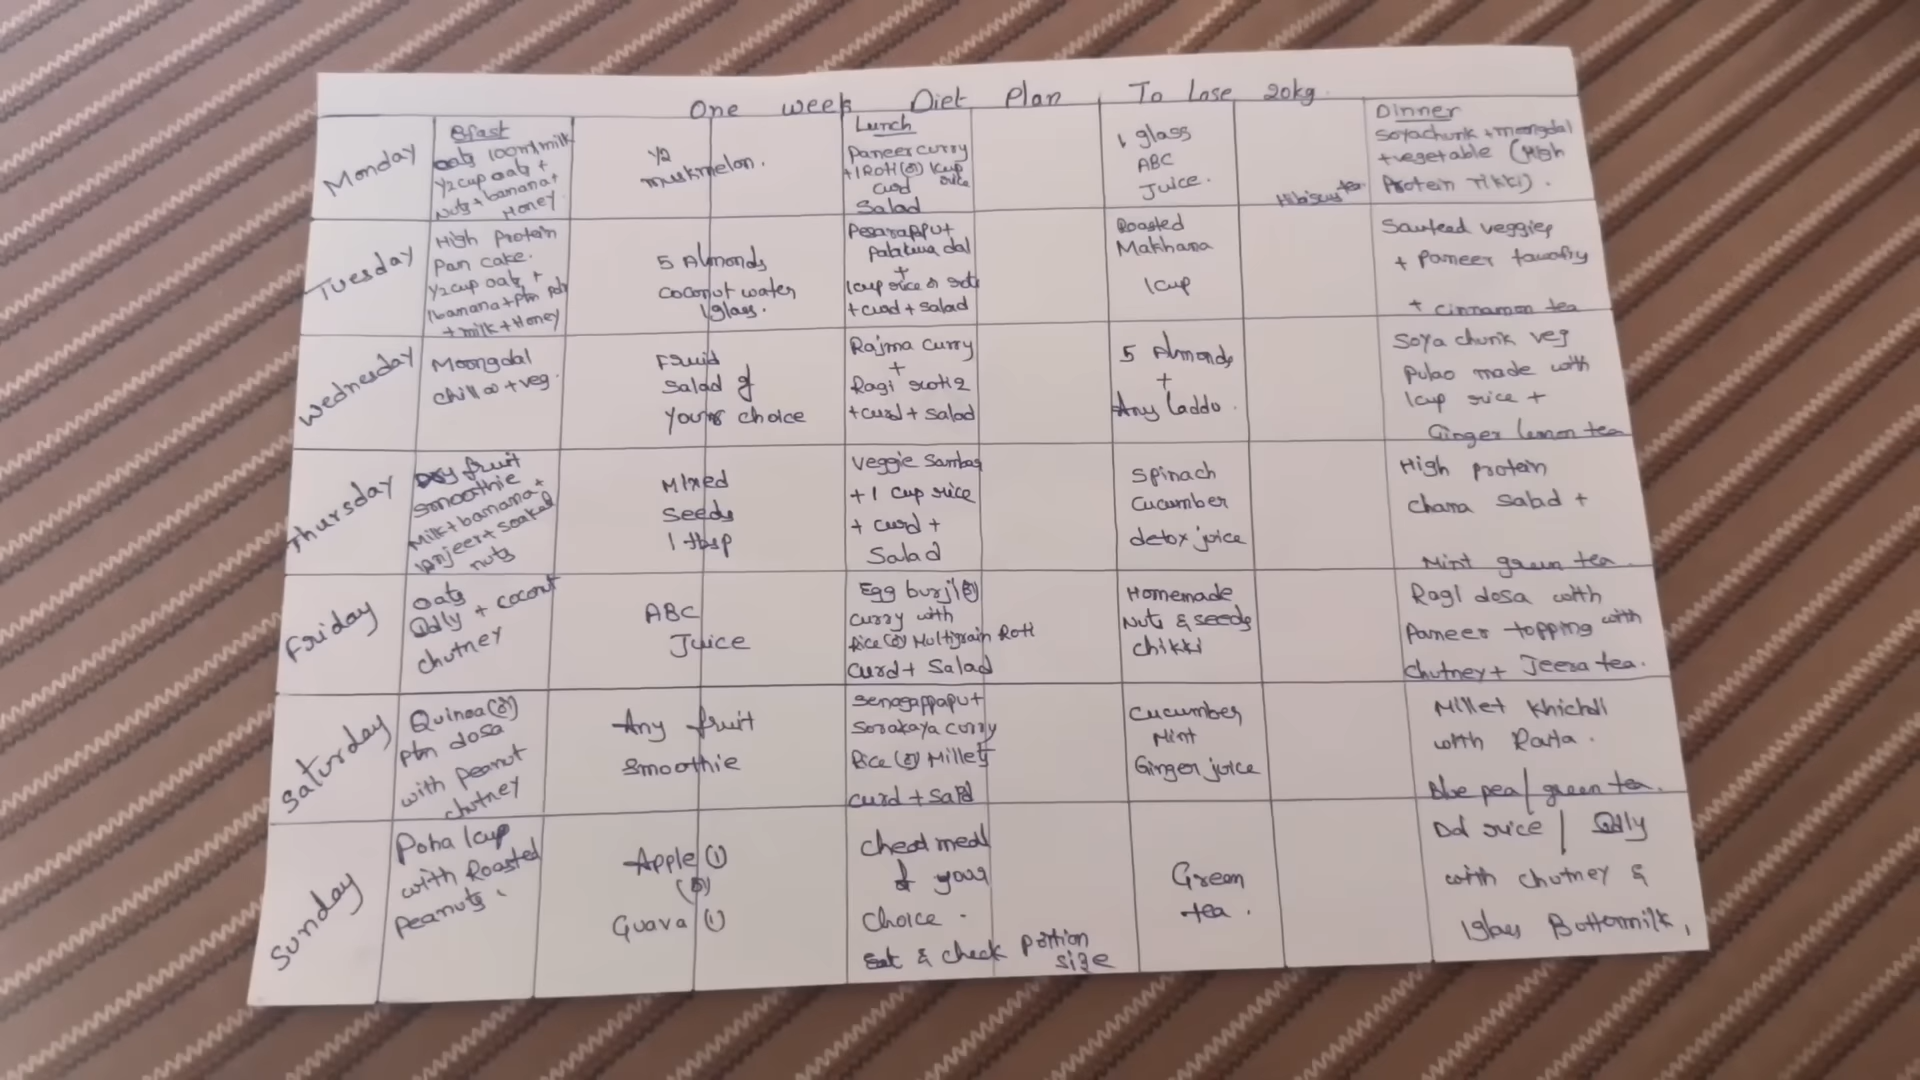 One week Diet Plan To Lose 20kg
Monday
Bfast
oats 100ml milk
1/2 cup oats +
Nuts + banana +
Honey.
1/2
muskmelon.
Lunch
Paneer curry
+ 1 Roti (or) 1 cup rice
curd
Salad
1 glass
ABC
Juice.
Hibiscus tea
Dinner
Soyachunk + moongdal
+ vegetable (High
Protein Tikki).
Tuesday
High Protein
Pan cake.
1/2 cup oats +
1 banana + Ptn pdr
+ milk + Honey
5 Almonds
coconut water
1 glass.
Pesarappu +
Palakura dal
+
1 cup rice or roti
+ curd + salad
Roasted
Makhana
1 cup
Sauteed veggies
+ Paneer tawafry
+ cinnamon tea
Wednesday
Moongdal
chilla + veg.
Fruit
Salad of
Your choice
Rajma curry
+
Ragi roti 2
+ curd + salad
5 Almonds
+
Any laddo.
Soya chunk veg
Pulao made with
1 cup rice +
Ginger lemon tea
Thursday
Dry fruit
smoothie
Milk + banana +
anjeer + soaked
nuts
Mixed
Seeds
1 tbsp
Veggie Sambar
+ 1 cup rice
+ curd +
Salad
Spinach
Cucumber
detox juice
High protein
Chana Salad +
Mint green tea.
Friday
Oats
Idly + coconut
chutney
ABC
Juice
Egg burji (or)
curry with
Rice (or) Multigrain Roti
Curd + Salad
Homemade
Nuts & seeds
chikki
Ragi dosa with
Paneer topping with
Chutney + Jeera tea.
Saturday
Quinoa (or)
Ptn dosa
with peanut
chutney
Any fruit
Smoothie
Senagappapu +
Sorakaya curry
Rice (or) Millets
curd + Salad
Cucumber
Mint
Ginger juice
Millet Khichdi
with Raita.
Blue pea / green tea.
Sunday
Poha 1 cup
with Roasted
Peanuts.
Apple (1)
(or)
Guava (1)
cheat meal
of your
choice.
Eat & check portion
size
Green
tea.
Dal rice / Idly
with chutney &
1 glass Buttermilk.